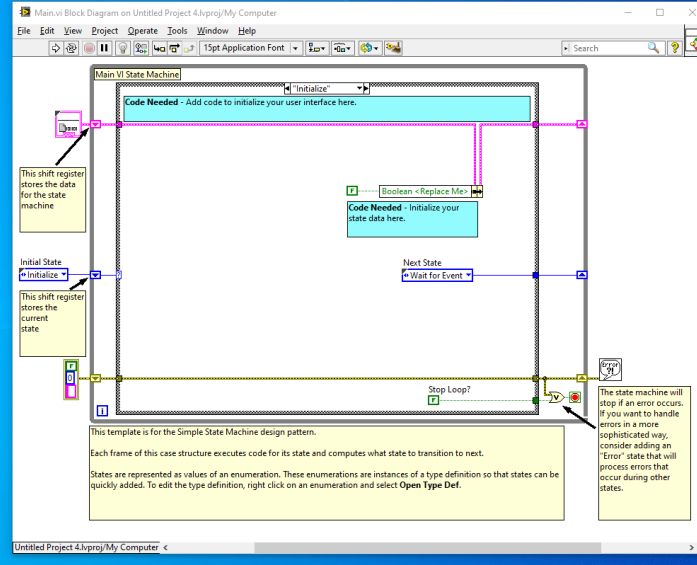 Main.vi Block Diagram on Untitled Project 4.lvproj/My Computer
File Edit View Project Operate Tools Window Help
15pt Application Font
Search
Main VI State Machine
"Initialize"
Code Needed - Add code to initialize your user interface here.
This shift register
stores the data
for the state
machine
F
Boolean <Replace Me>
Code Needed - Initialize your
state data here.
Initial State
Initialize
Next State
Wait for Event
This shift register
stores the
current
state
F
0
Stop Loop?
F
i
Error
?!
V
The state machine will
stop if an error occurs.
If you want to handle
errors in a more
sophisticated way,
consider adding an
"Error" state that will
process errors that
occur during other
states.
This template is for the Simple State Machine design pattern.
Each frame of this case structure executes code for its state and computes what state to transition to next.
States are represented as values of an enumeration. These enumerations are instances of a type definition so that states can be
quickly added. To edit the type definition, right click on an enumeration and select Open Type Def.
Untitled Project 4.lvproj/My Computer